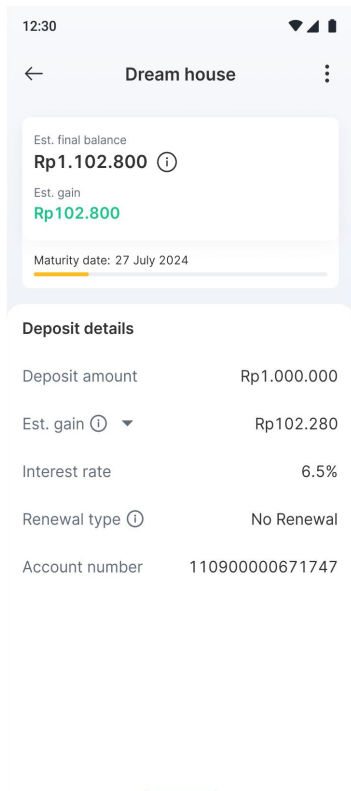 12:30
Dream house
Est. final balance
Rp1.102.800
Est. gain
Rp102.800
Maturity date: 27 July 2024
Deposit details
Deposit amount Rp1.000.000
Est. gain Rp102.280
Interest rate 6.5%
Renewal type No Renewal
Account number 110900000671747